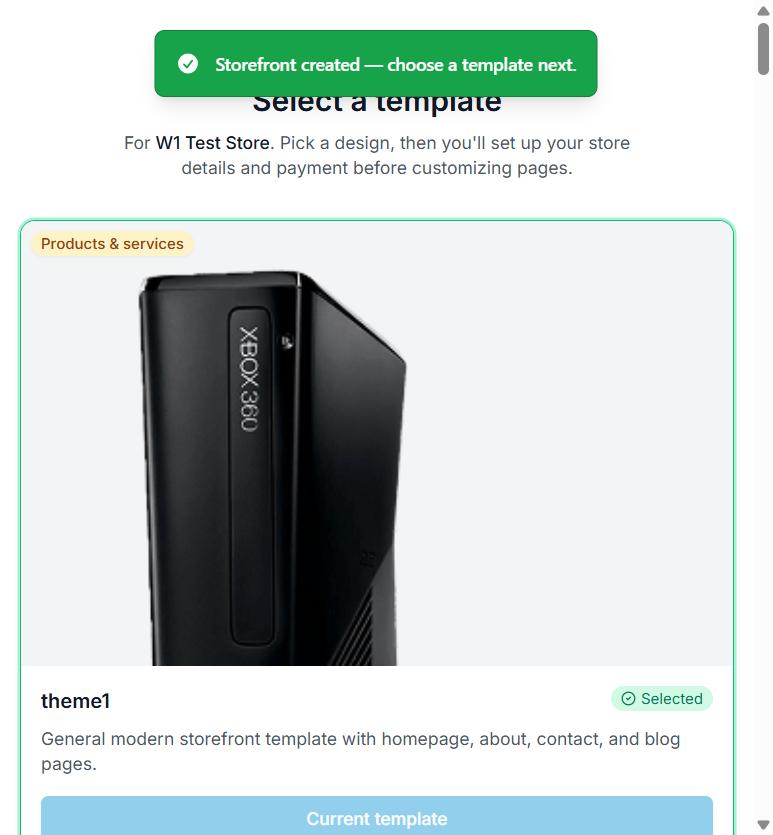 Storefront created — choose a template next.
Select a template
For W1 Test Store. Pick a design, then you'll set up your store
details and payment before customizing pages.
Products & services
XBOX 360
theme1
Selected
General modern storefront template with homepage, about, contact, and blog
pages.
Current template